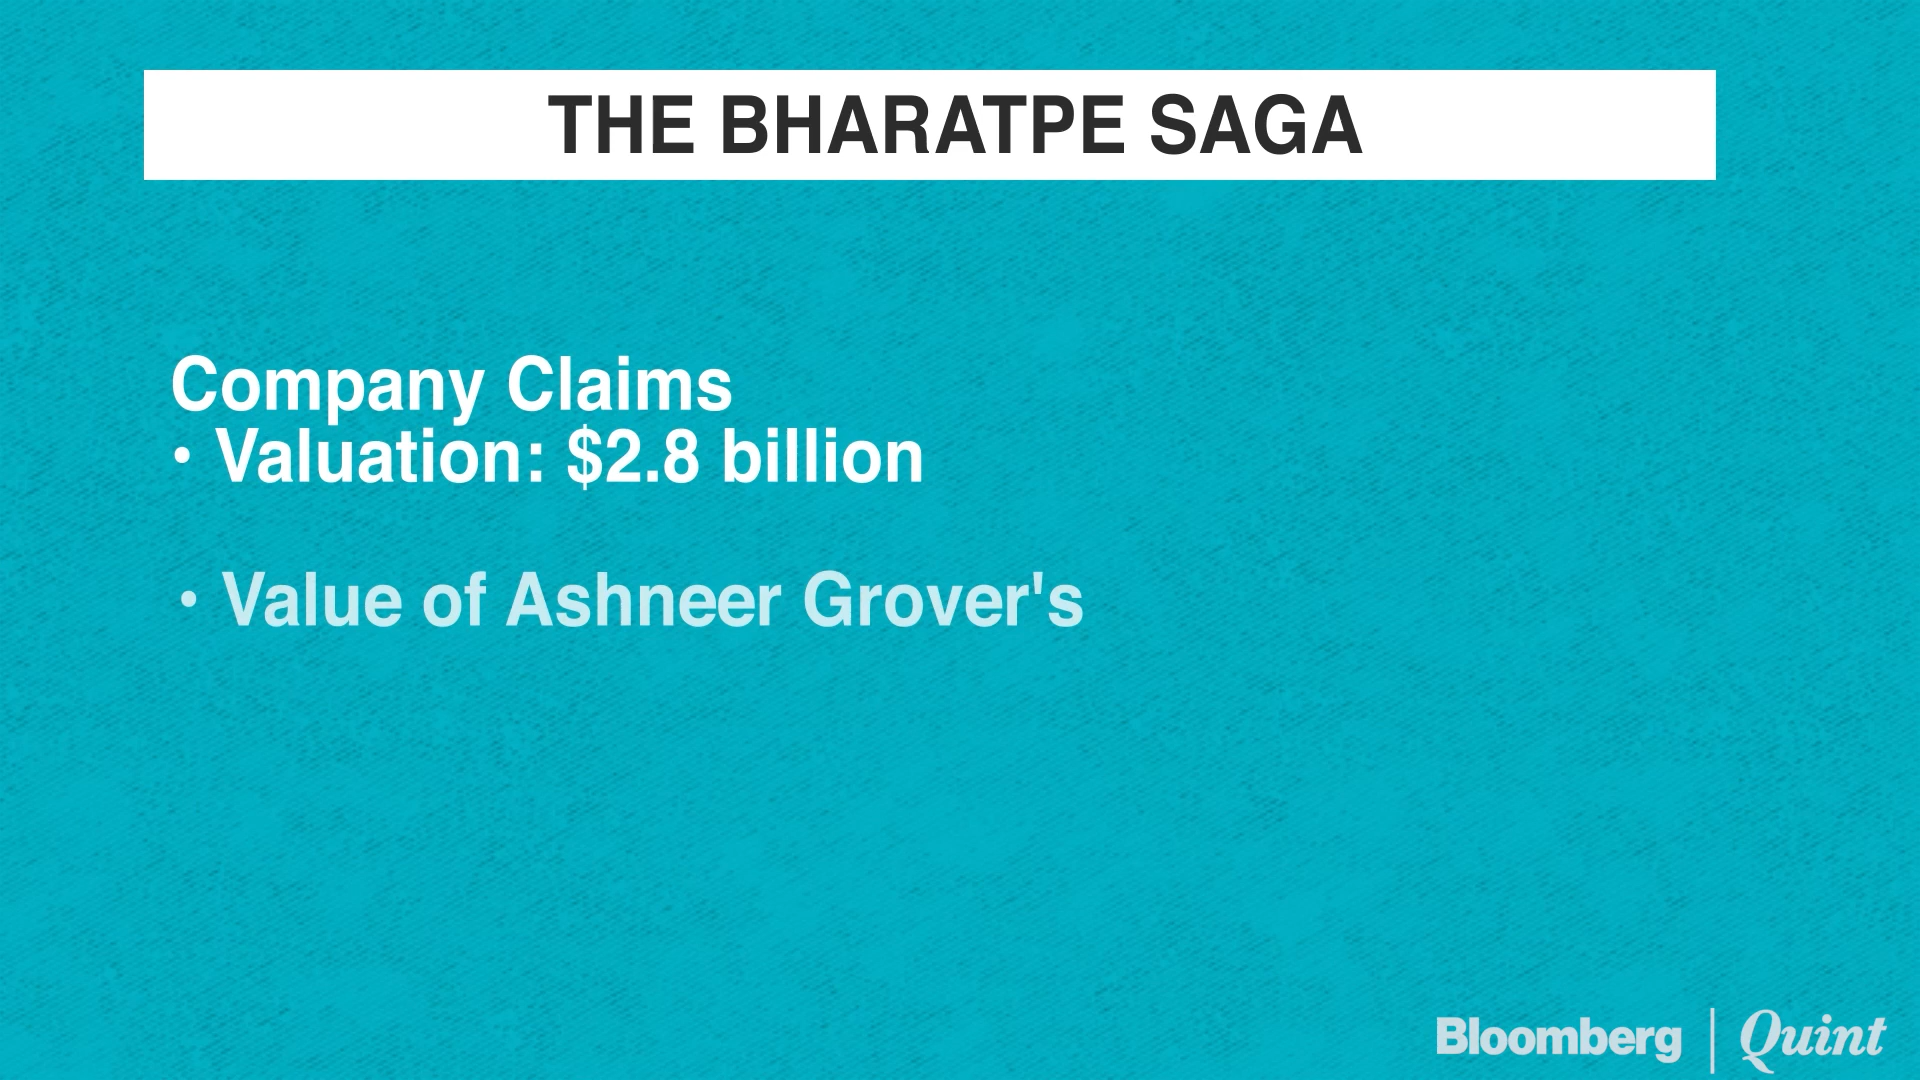 THE BHARATPE SAGA
Company Claims
• Valuation: $2.8 billion
• Value of Ashneer Grover's
Bloomberg | Quint